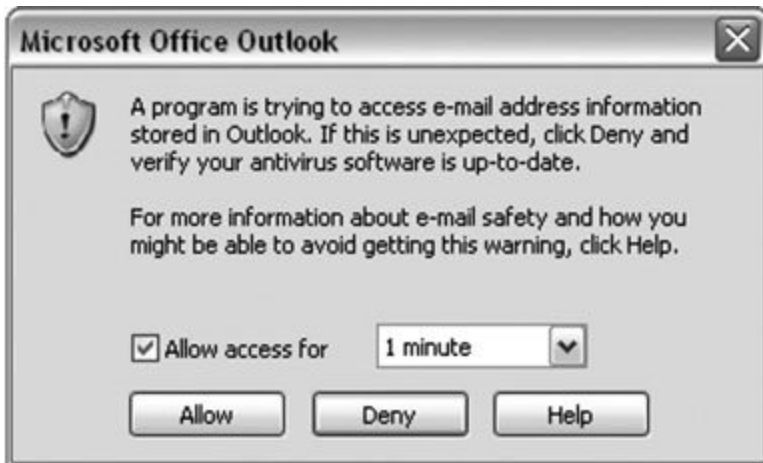 Microsoft Office Outlook
A program is trying to access e-mail address information
stored in Outlook. If this is unexpected, click Deny and
verify your antivirus software is up-to-date.
For more information about e-mail safety and how you
might be able to avoid getting this warning, click Help.
Allow access for 1 minute
Allow Deny Help